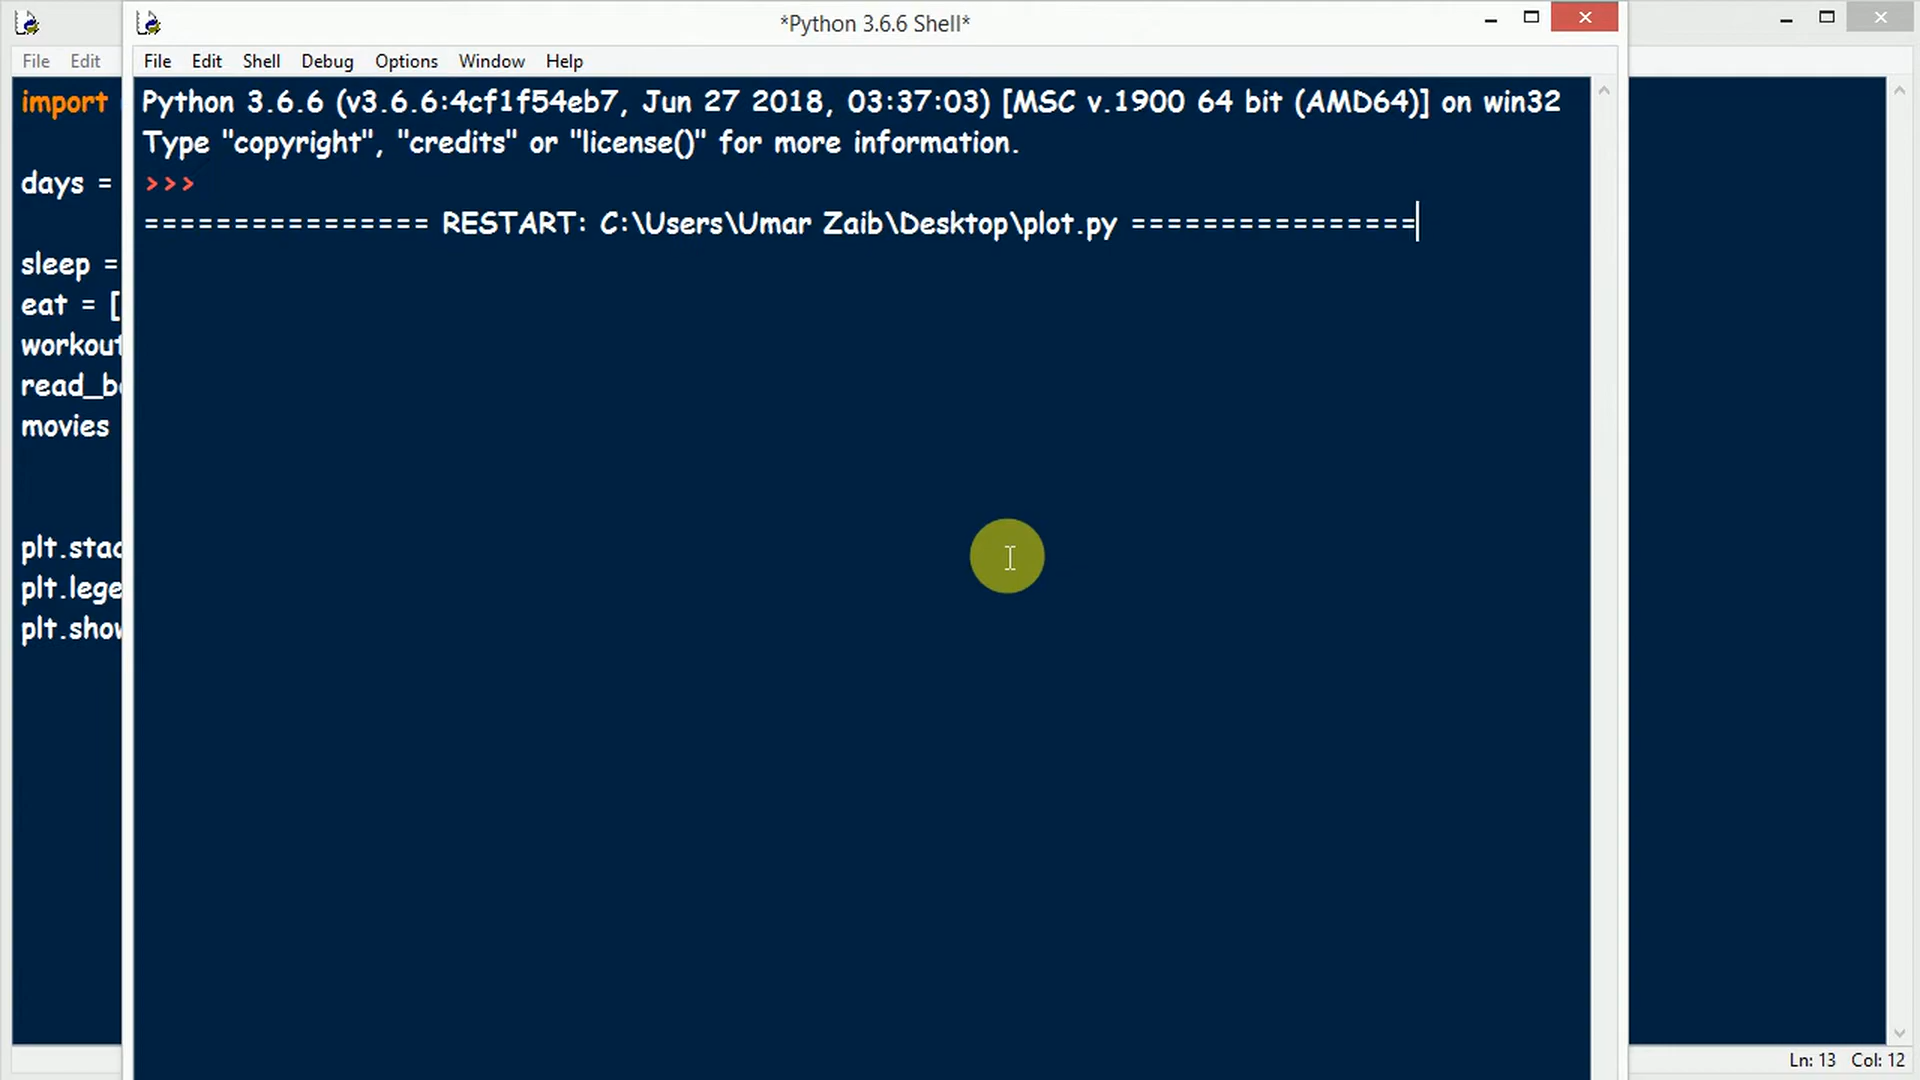 *Python 3.6.6 Shell*
File Edit
File Edit Shell Debug Options Window Help
import
days =
sleep =
eat = [
workout
read_bo
movies
plt.stac
plt.lege
plt.show
Python 3.6.6 (v3.6.6:4cf1f54eb7, Jun 27 2018, 03:37:03) [MSC v.1900 64 bit (AMD64)] on win32
Type "copyright", "credits" or "license()" for more information.
>>>
================ RESTART: C:\Users\Umar Zaib\Desktop\plot.py ================
Ln: 13 Col: 12